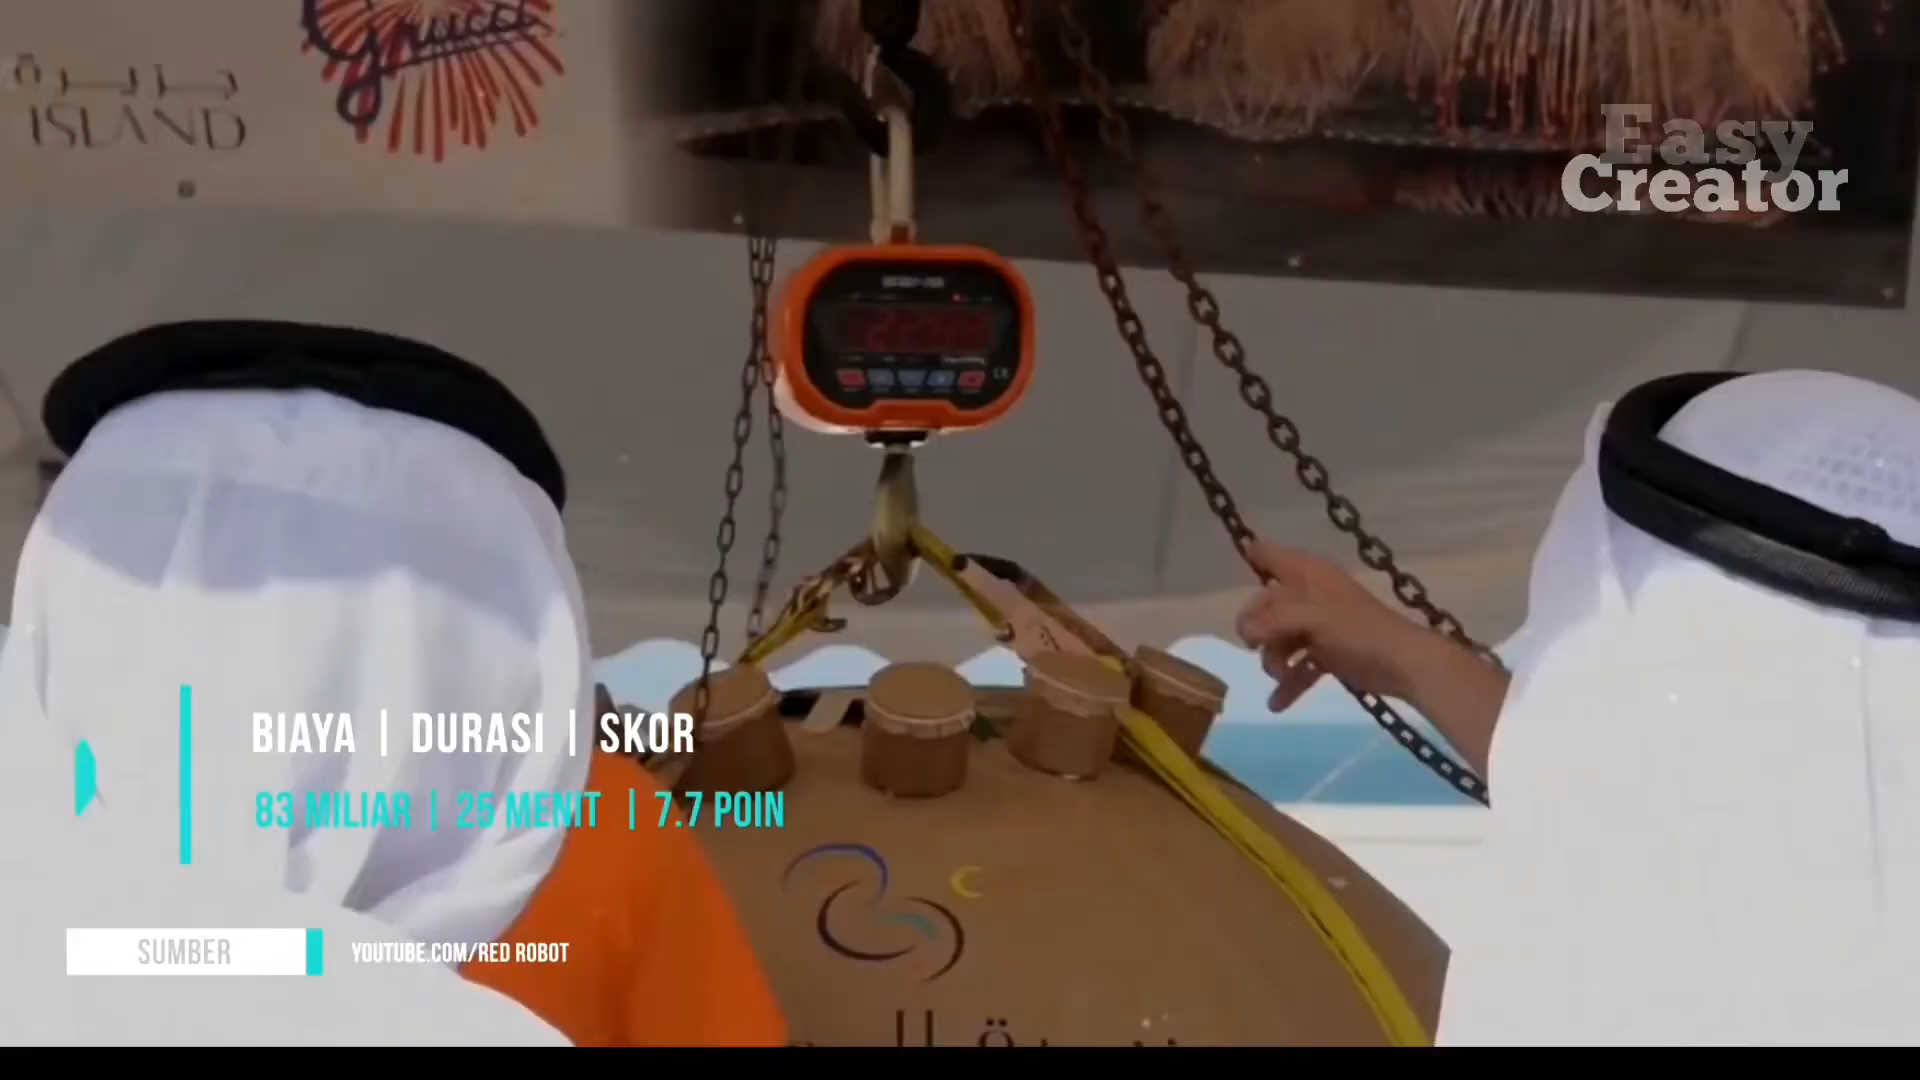 Grucci
جزيرة
ISLAND
Easy
Creator
BIAYA | DURASI | SKOR
83 MILIAR | 25 MENIT | 7.7 POIN
SUMBER
YOUTUBE.COM/RED ROBOT